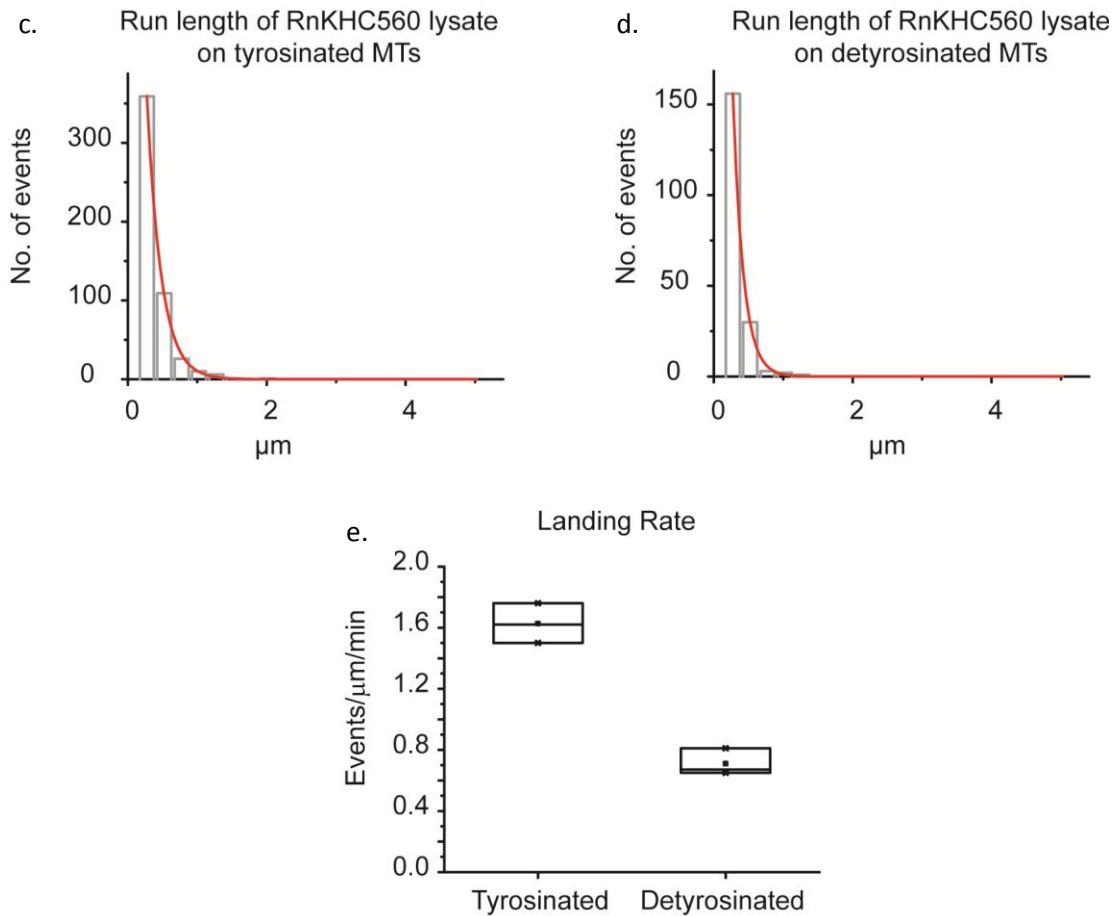 c.
Run length of RnKHC560 lysate
on tyrosinated MTs
No. of events
300
200
100
0
0 2 4
µm
d.
Run length of RnKHC560 lysate
on detyrosinated MTs
No. of events
150
100
50
0
0 2 4
µm
e.
Landing Rate
Events/µm/min
2.0
1.6
1.2
0.8
0.4
0.0
Tyrosinated Detyrosinated